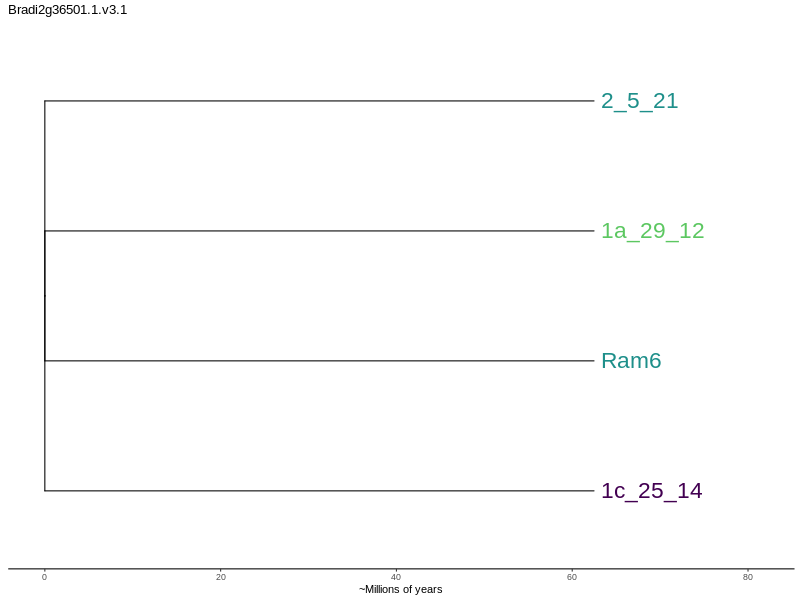 Bradi2g36501.1.v3.1
2_5_21
1a_29_12
Ram6
1c_25_14
0 20 40 60 80
~Millions of years